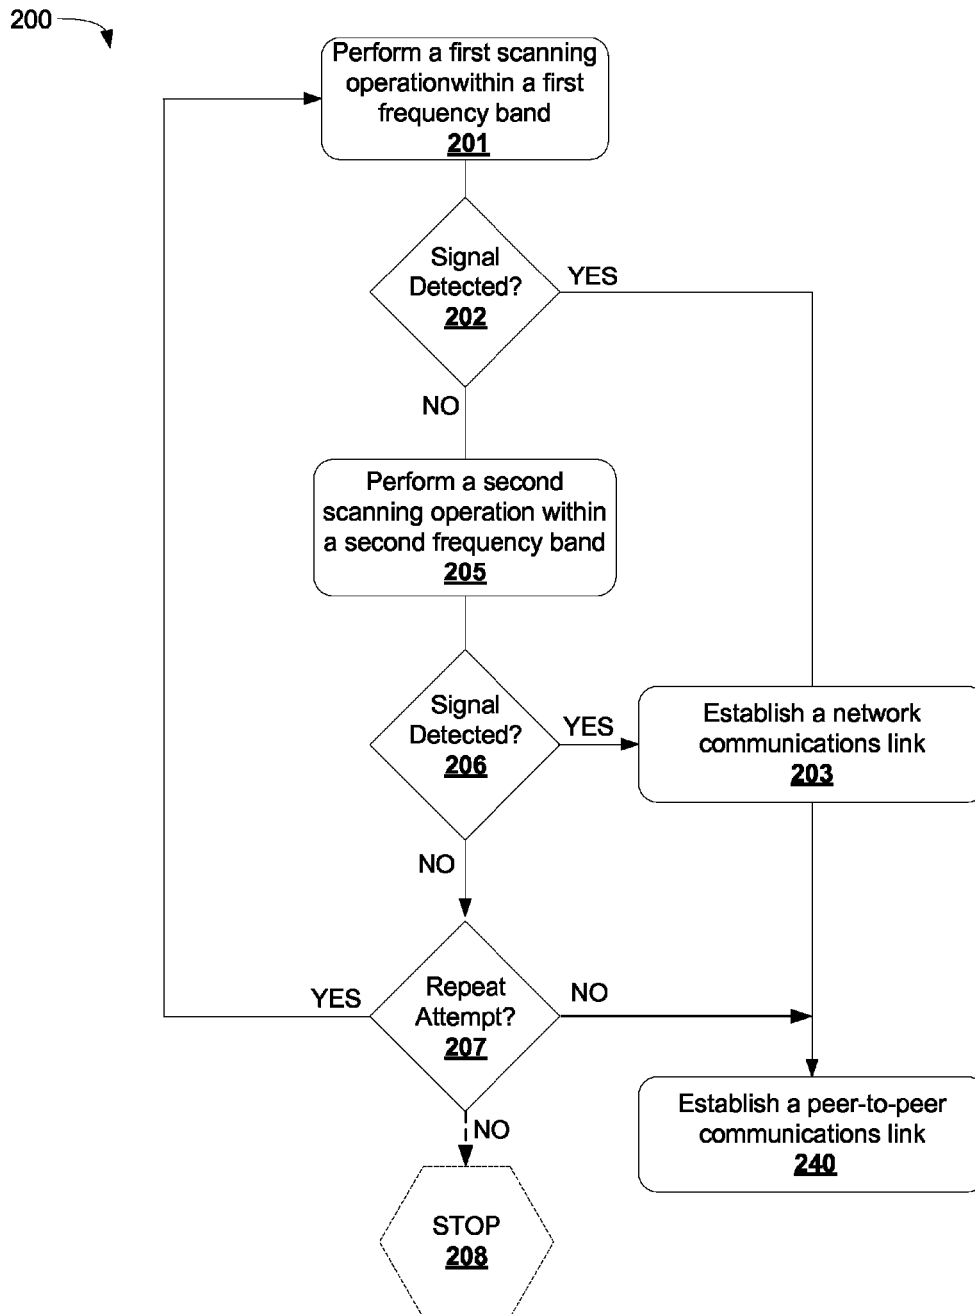 200
Perform a first scanning
operationwithin a first
frequency band
201
Signal
Detected?
202
YES
NO
Perform a second
scanning operation within
a second frequency band
205
Signal
Detected?
206
YES
Establish a network
communications link
203
NO
Repeat
Attempt?
207
YES
NO
Establish a peer-to-peer
communications link
240
NO
STOP
208